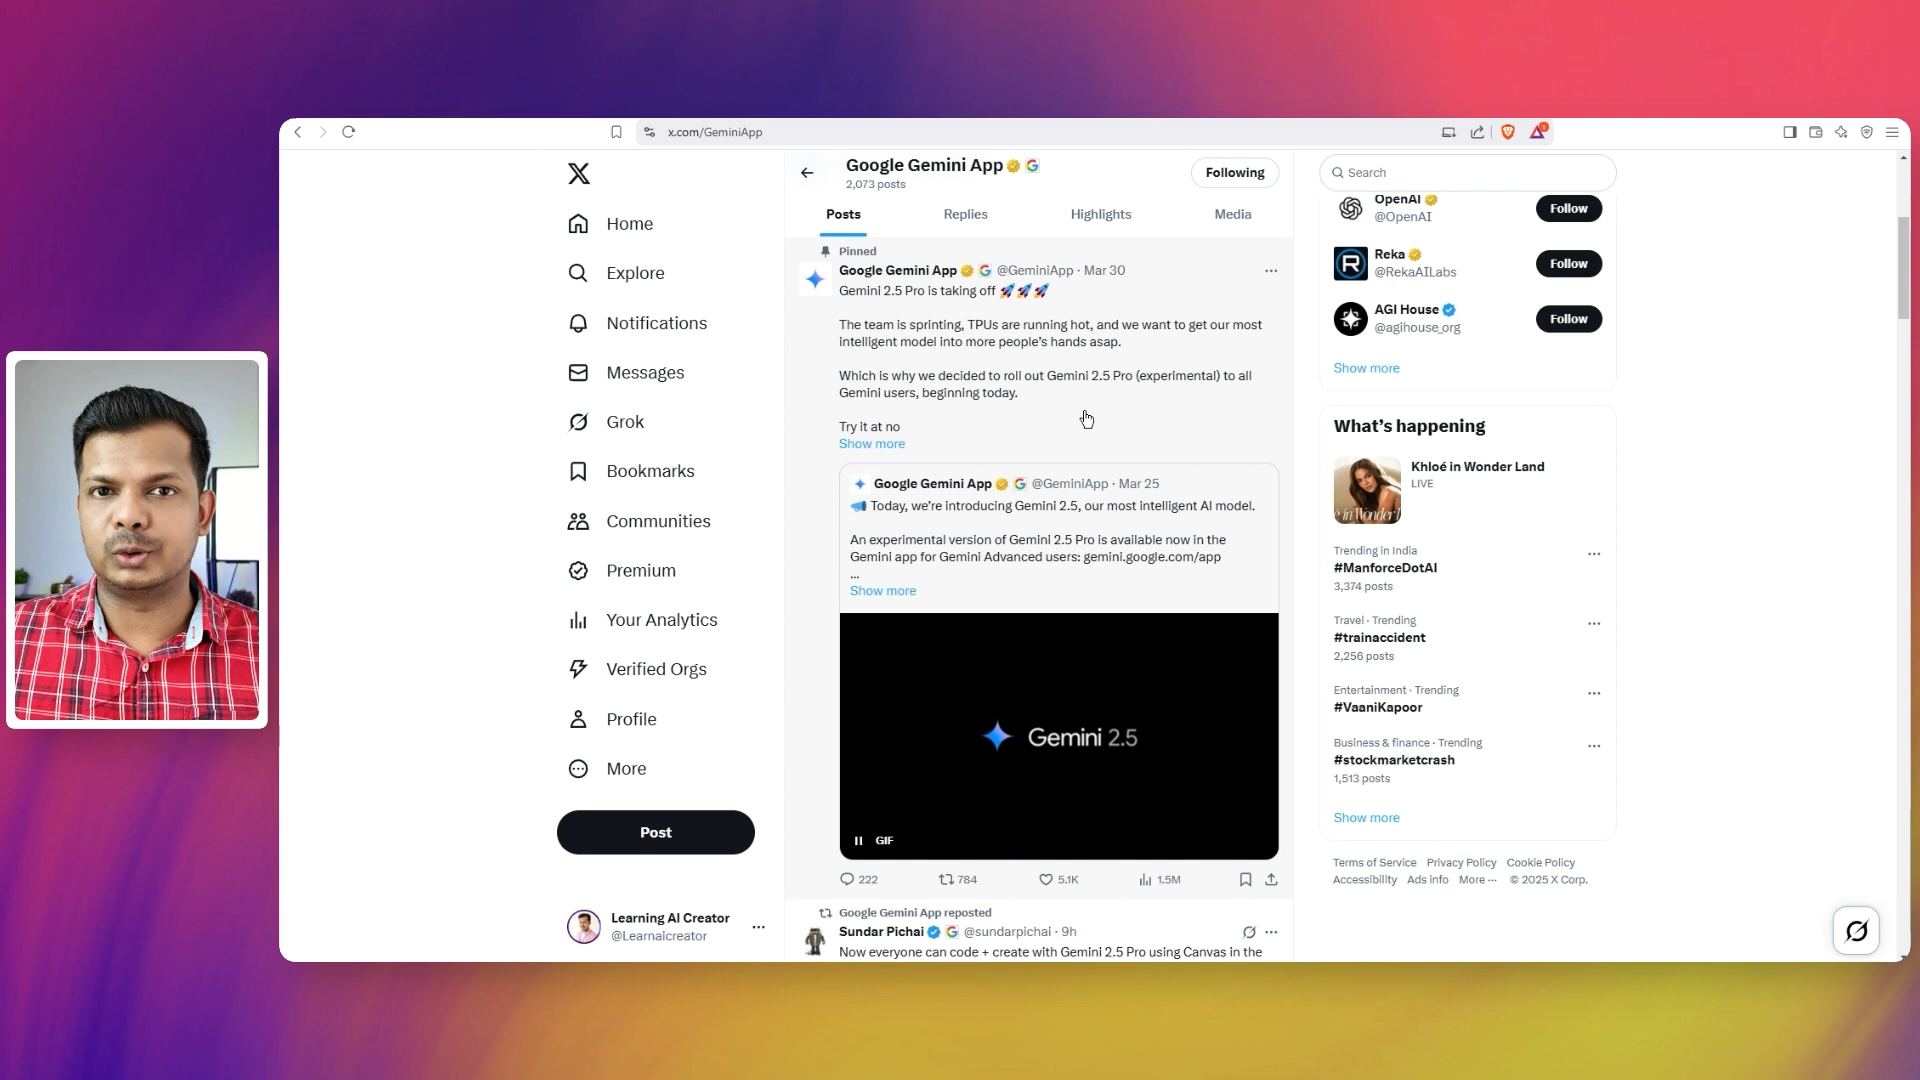 x.com/GeminiApp
Home
Explore
Notifications
Messages
Grok
Bookmarks
Communities
Premium
Your Analytics
Verified Orgs
Profile
More
Post
Learning AI Creator
@Learnaicreator
Google Gemini App
2,073 posts
Following
Posts
Replies
Highlights
Media
Pinned
Google Gemini App @GeminiApp · Mar 30
Gemini 2.5 Pro is taking off 🚀🚀🚀
The team is sprinting, TPUs are running hot, and we want to get our most
intelligent model into more people's hands asap.
Which is why we decided to roll out Gemini 2.5 Pro (experimental) to all
Gemini users, beginning today.
Try it at no
Show more
Google Gemini App @GeminiApp · Mar 25
📣 Today, we're introducing Gemini 2.5, our most intelligent AI model.
An experimental version of Gemini 2.5 Pro is available now in the
Gemini app for Gemini Advanced users: gemini.google.com/app
...
Show more
Gemini 2.5
GIF
222 784 5.1K 1.5M
Google Gemini App reposted
Sundar Pichai @sundarpichai · 9h
Now everyone can code + create with Gemini 2.5 Pro using Canvas in the
Search
OpenAI
@OpenAI
Follow
Reka
@RekaAILabs
Follow
AGI House
@agihouse_org
Follow
Show more
What's happening
Khloé in Wonder Land
LIVE
Trending in India
#ManforceDotAI
3,374 posts
Travel · Trending
#trainaccident
2,256 posts
Entertainment · Trending
#VaaniKapoor
Business & finance · Trending
#stockmarketcrash
1,513 posts
Show more
Terms of Service Privacy Policy Cookie Policy
Accessibility Ads info More ··· © 2025 X Corp.